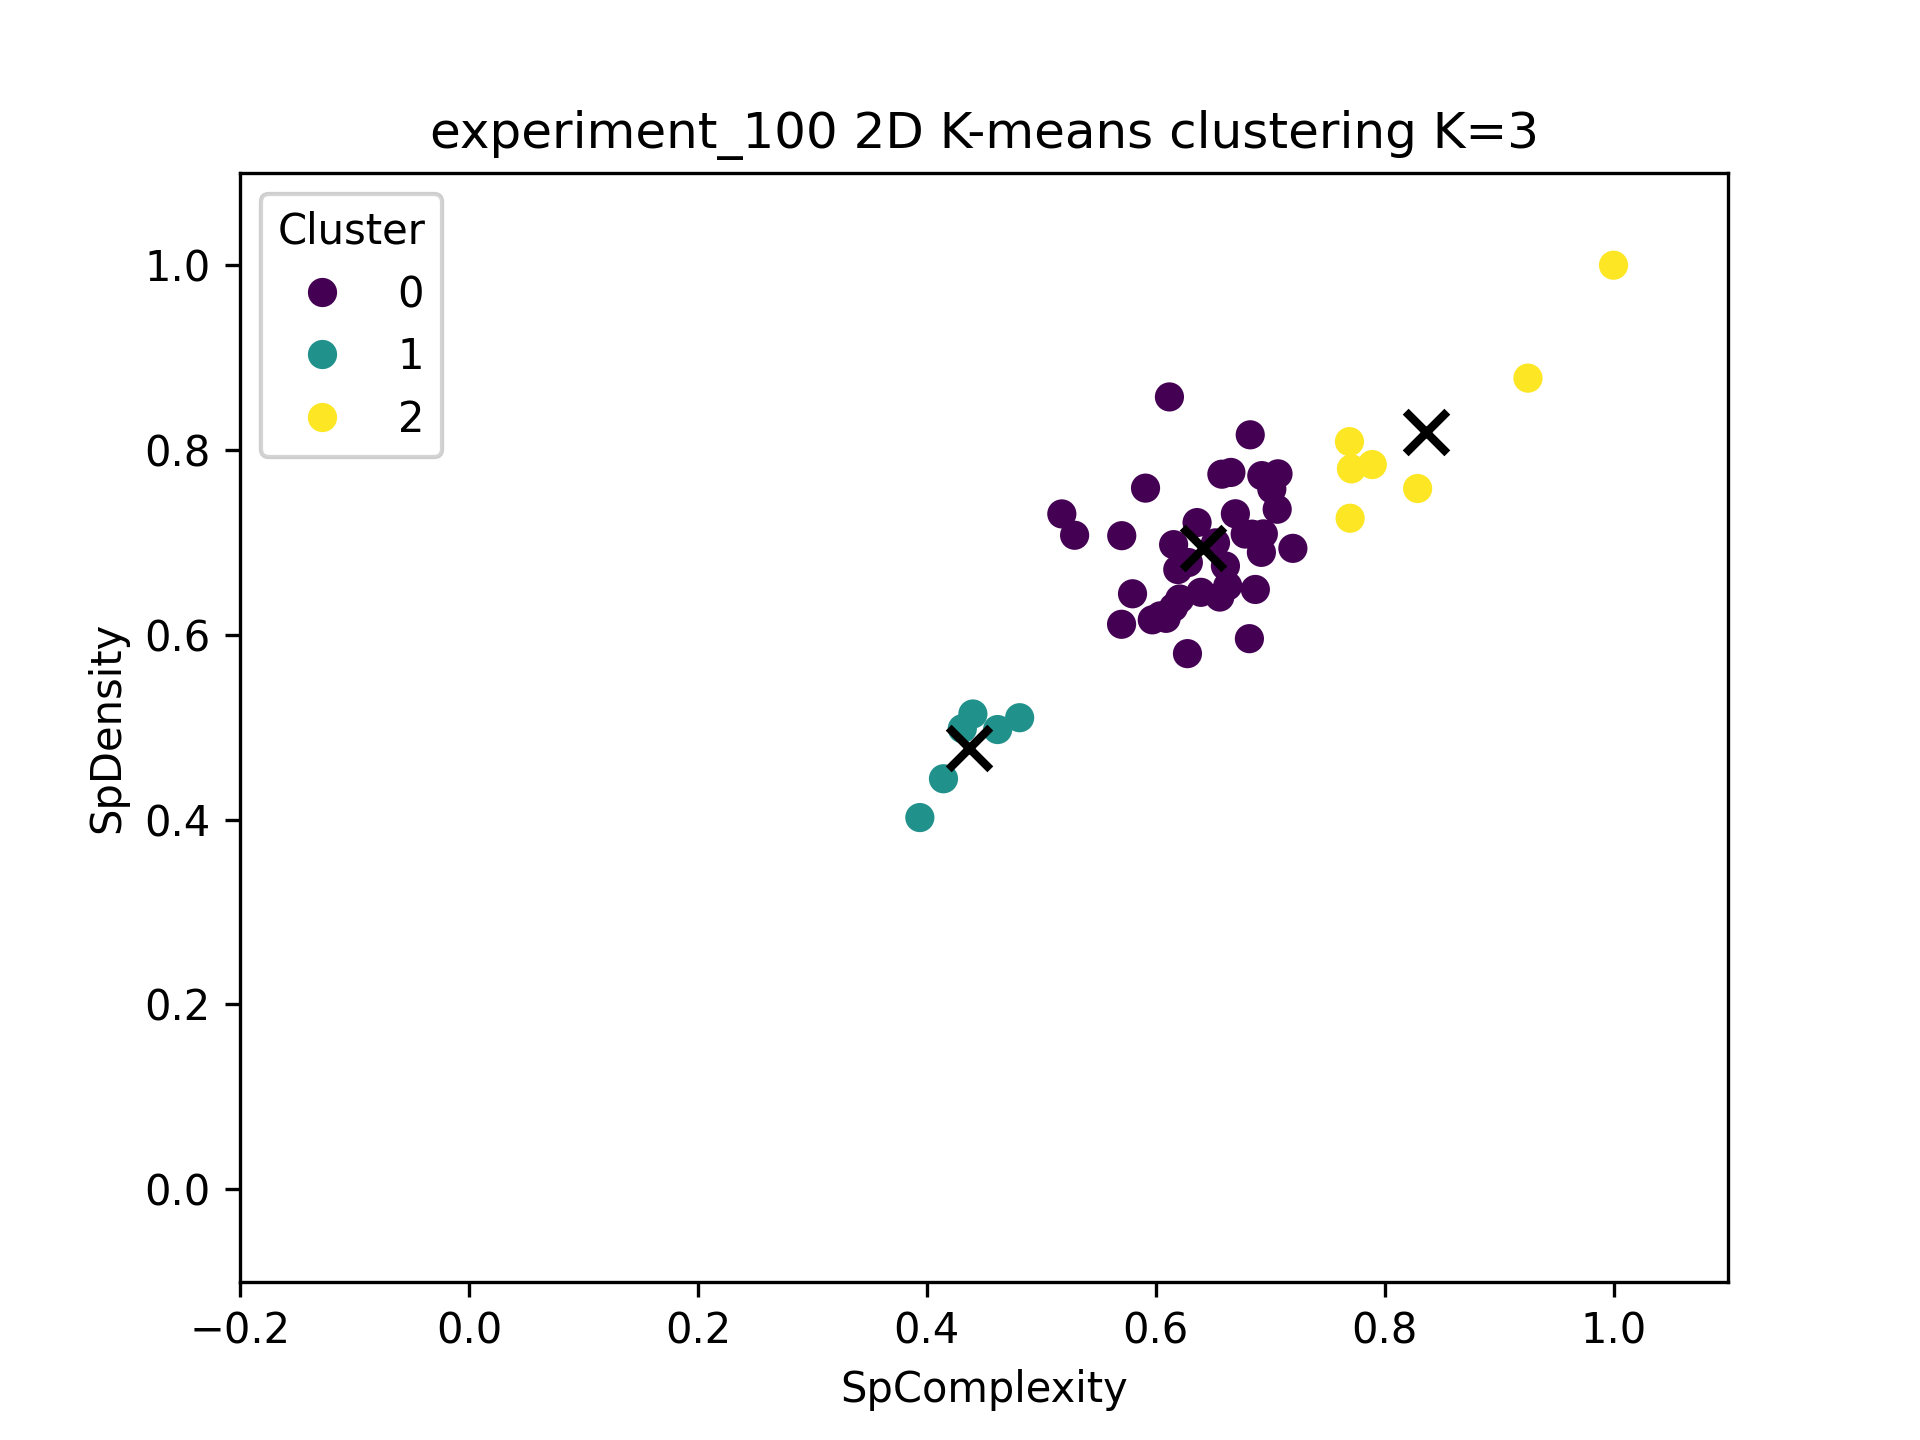 experiment_100 2D K-means clustering K=3
Cluster
0
1
2
1.0
0.8
0.6
0.4
0.2
0.0
SpDensity
−0.2 0.0 0.2 0.4 0.6 0.8 1.0
SpComplexity